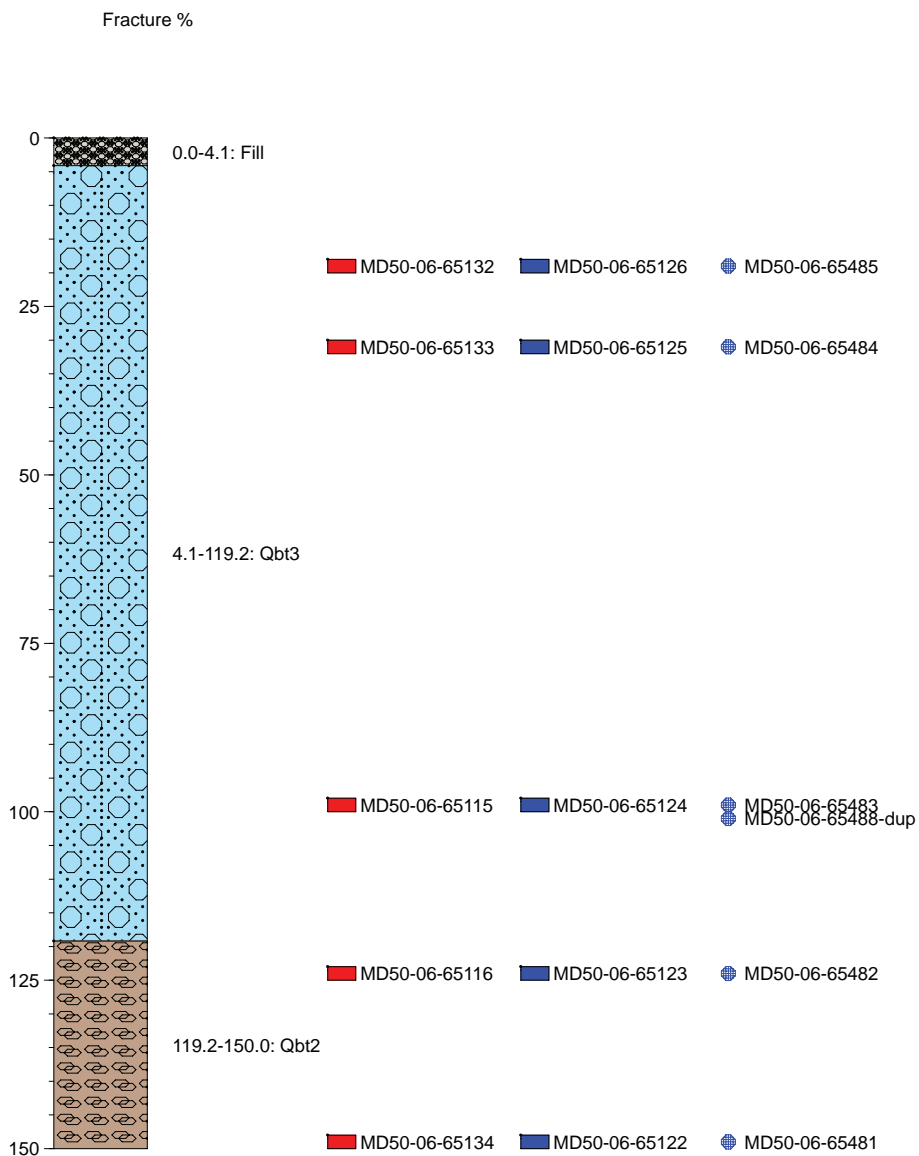 Fracture %
0
0.0-4.1: Fill
MD50-06-65132 MD50-06-65126 MD50-06-65485
25
MD50-06-65133 MD50-06-65125 MD50-06-65484
50
4.1-119.2: Qbt3
75
100
MD50-06-65115 MD50-06-65124 MD50-06-65483
MD50-06-65488-dup
125
MD50-06-65116 MD50-06-65123 MD50-06-65482
119.2-150.0: Qbt2
150
MD50-06-65134 MD50-06-65122 MD50-06-65481